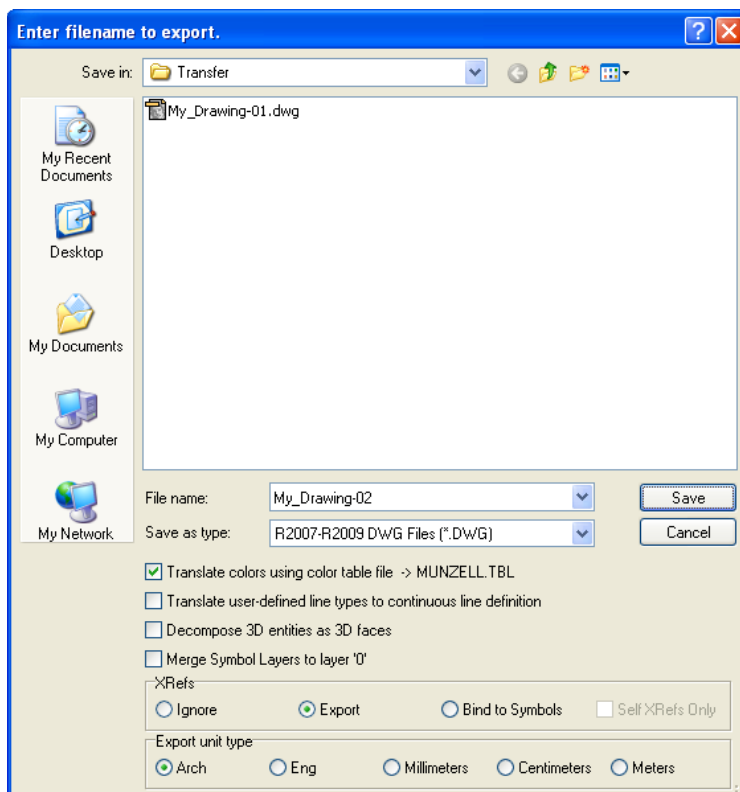 Enter filename to export.
Save in: Transfer
My_Drawing-01.dwg
My Recent
Documents
Desktop
My Documents
My Computer
My Network
File name: My_Drawing-02 Save
Save as type: R2007-R2009 DWG Files (*.DWG) Cancel
Translate colors using color table file -> MUNZELL.TBL
Translate user-defined line types to continuous line definition
Decompose 3D entities as 3D faces
Merge Symbol Layers to layer '0'
XRefs
Ignore Export Bind to Symbols Self XRefs Only
Export unit type
Arch Eng Millimeters Centimeters Meters